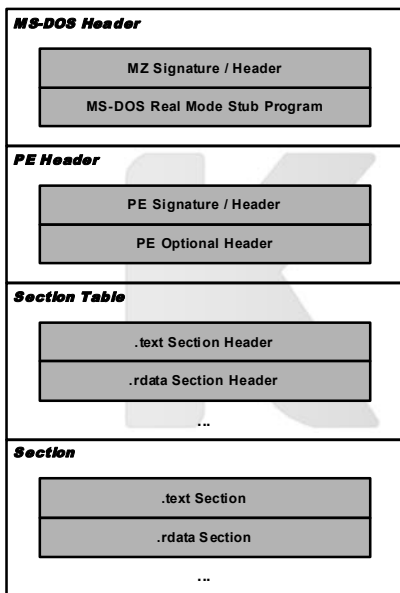 MS-DOS Header
MZ Signature / Header
MS-DOS Real Mode Stub Program
PE Header
PE Signature / Header
PE Optional Header
Section Table
.text Section Header
.rdata Section Header
...
Section
.text Section
.rdata Section
...